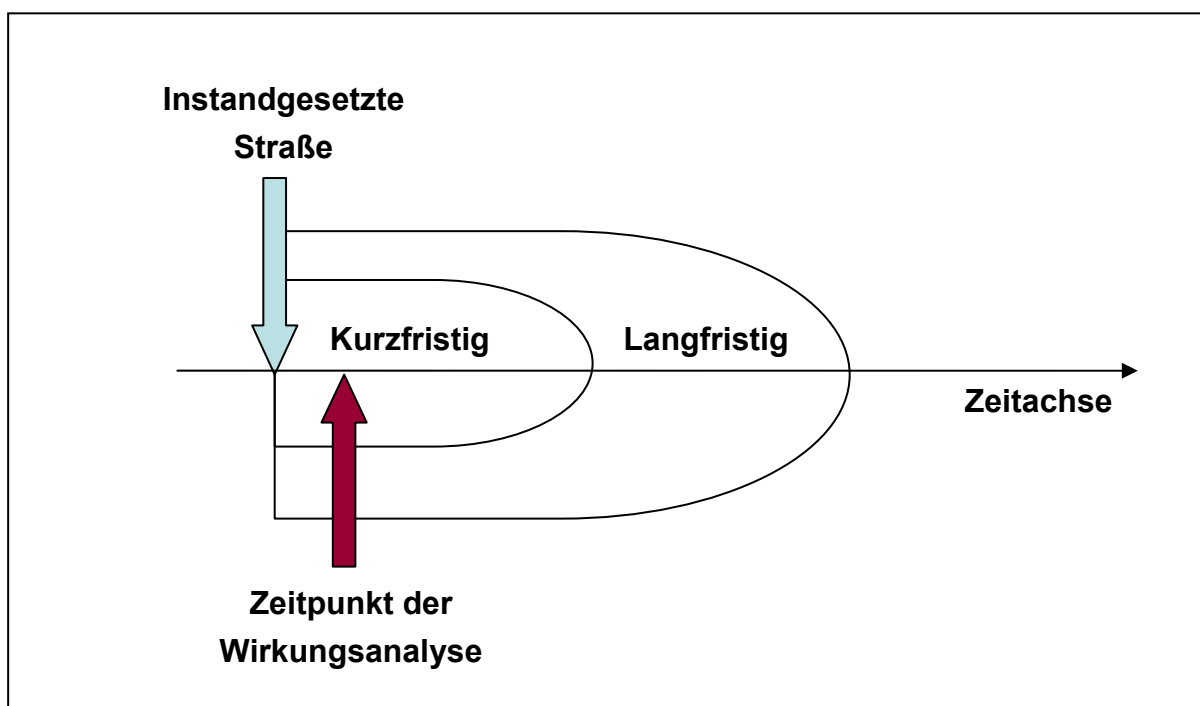 Instandgesetzte
Straße
Kurzfristig
Langfristig
Zeitachse
Zeitpunkt der
Wirkungsanalyse